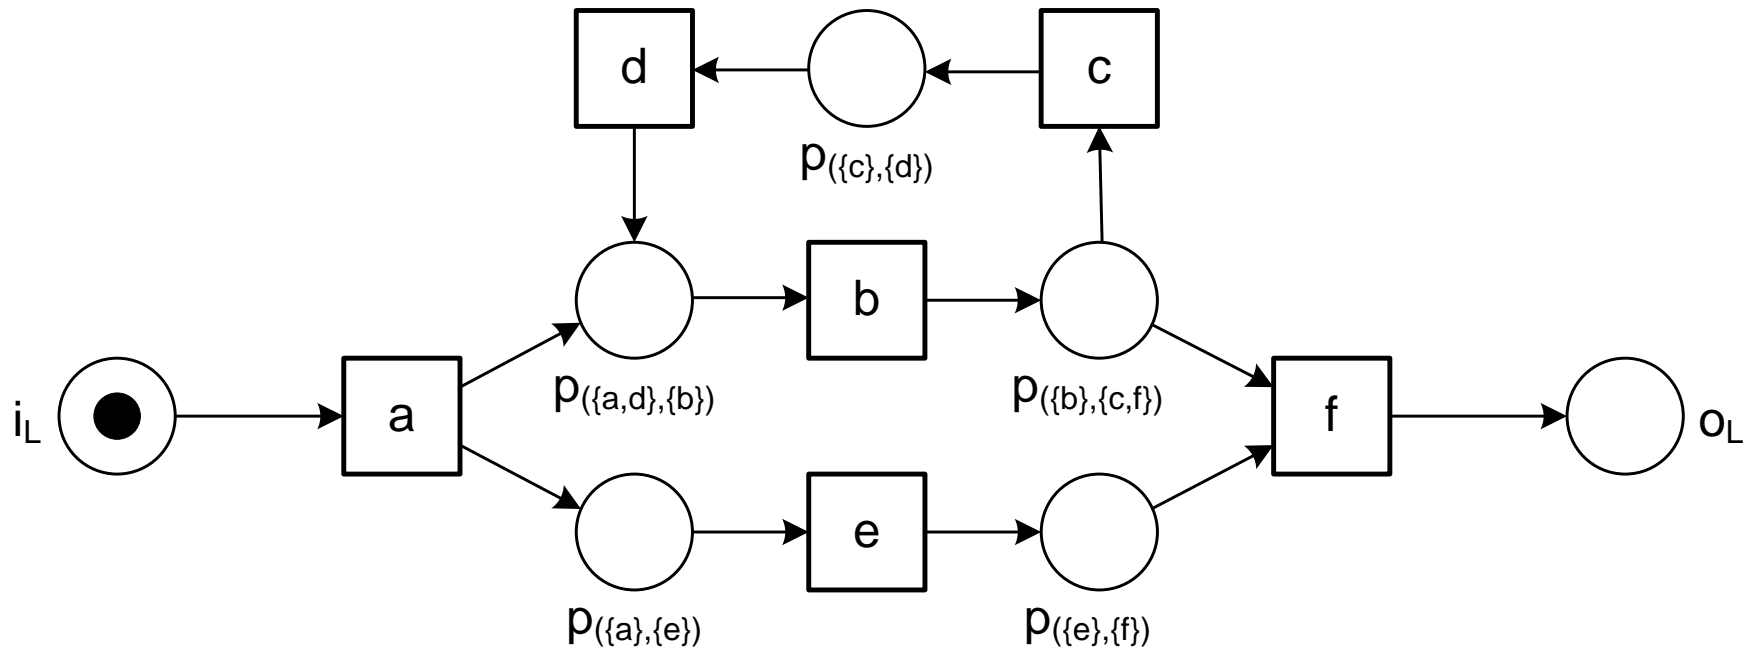 d
c
p({c},{d})
b
p({a,d},{b})
p({b},{c,f})
iL
a
f
oL
e
p({a},{e})
p({e},{f})